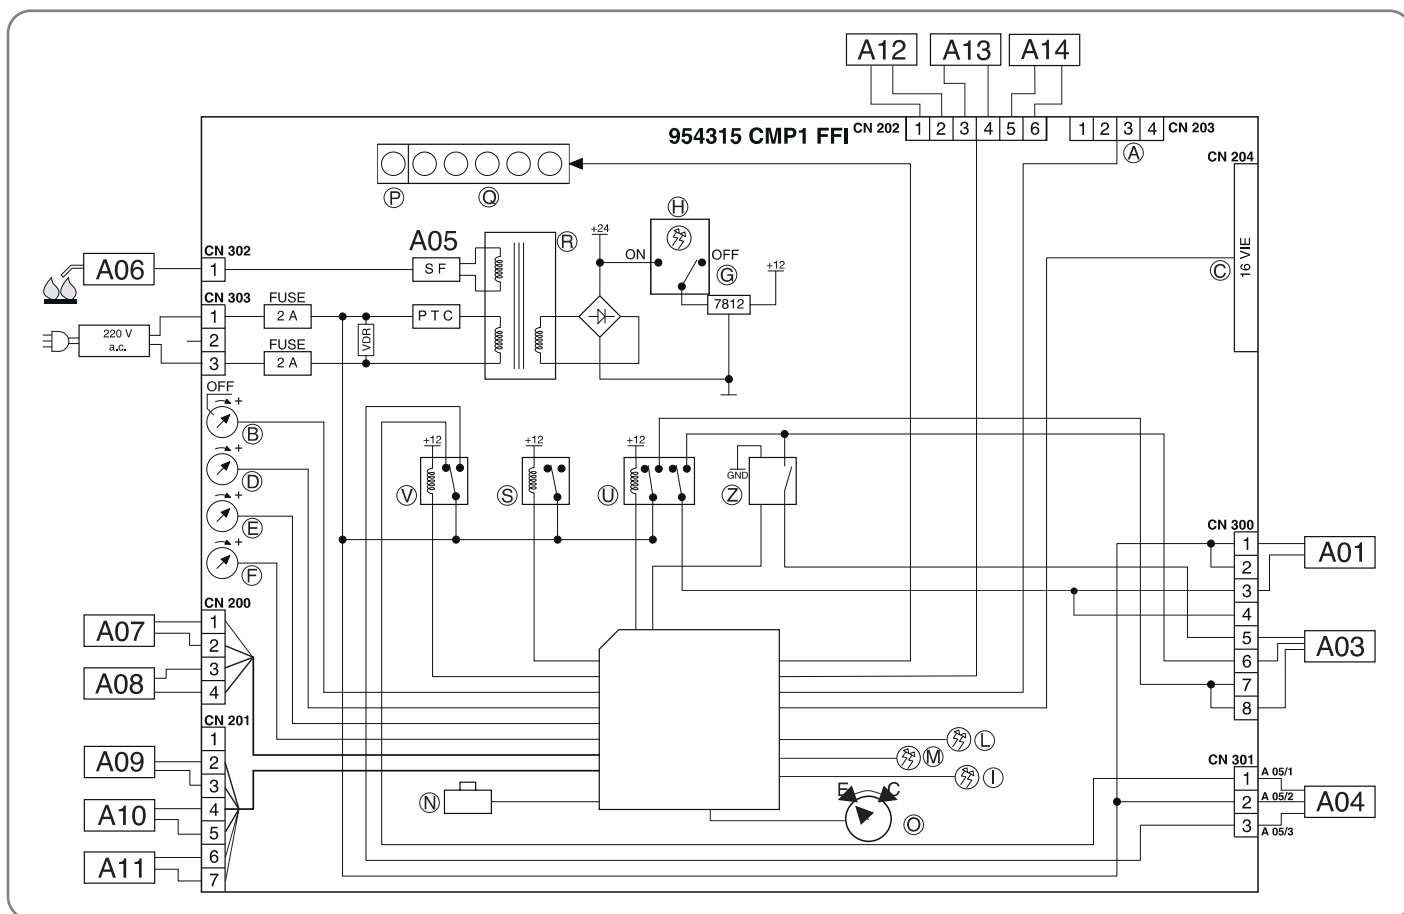 A12 A13 A14
954315 CMP1 FFI
CN 202 1 2 3 4 5 6
1 2 3 4 CN 203
A
CN 204
16 VIE
C
P Q
H
+24
ON OFF
G
+12
7812
A05
S F
R
CN 302
1
A06
CN 303
1
2
3
FUSE
2 A
FUSE
2 A
VDR
P T C
220 V
a.c.
OFF
+
B
+
D
+
E
+
F
+12
V
+12
S
+12
U
GND
Z
CN 200
1
2
3
4
A07
A08
CN 201
1
2
3
4
5
6
7
A09
A10
A11
N
L
M
I
E C
O
CN 300
1
2
3
4
5
6
7
8
A01
A03
CN 301
1 A 05/1
2 A 05/2
3 A 05/3
A04